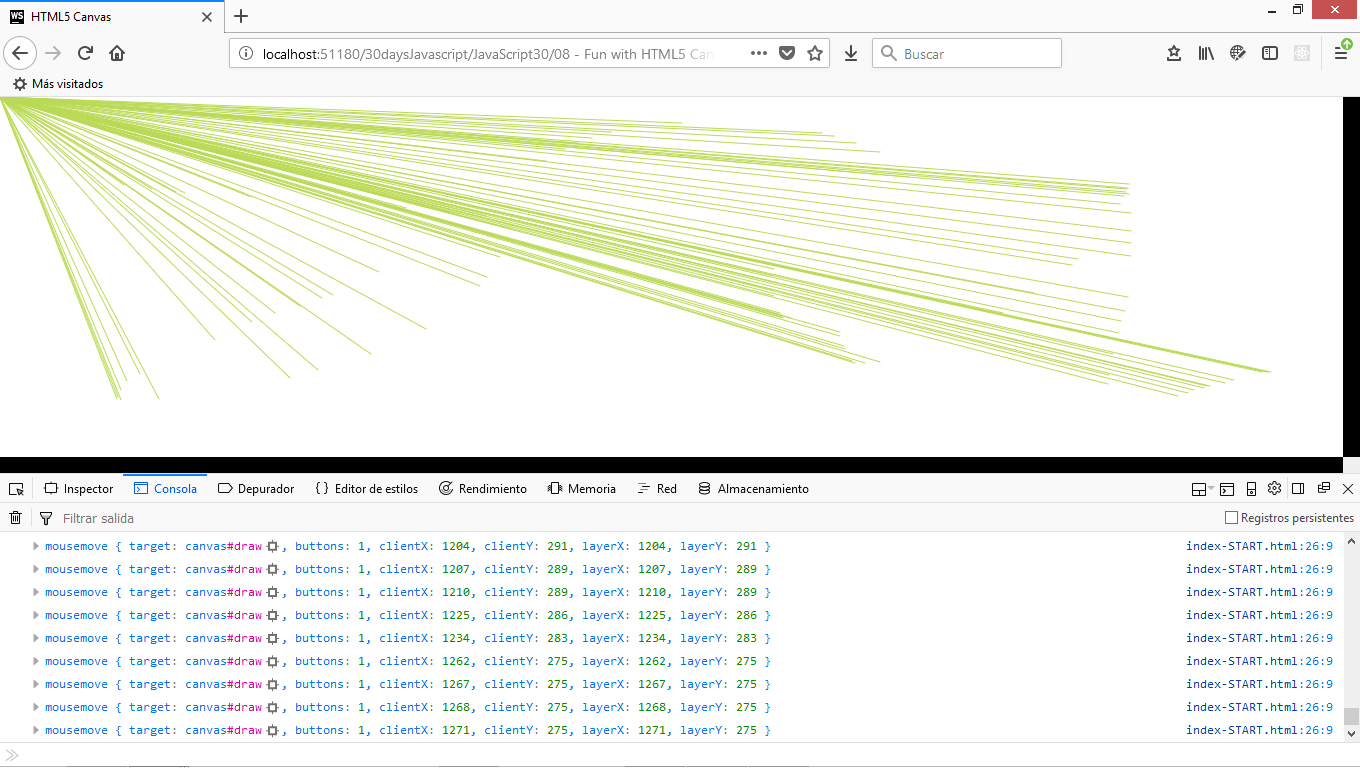 WS HTML5 Canvas
localhost:51180/30daysJavascript/JavaScript30/08 - Fun with HTML5 Can
Buscar
Más visitados
Inspector Consola Depurador Editor de estilos Rendimiento Memoria Red Almacenamiento
Filtrar salida Registros persistentes
mousemove { target: canvas#draw , buttons: 1, clientX: 1204, clientY: 291, layerX: 1204, layerY: 291 } index-START.html:26:9
mousemove { target: canvas#draw , buttons: 1, clientX: 1207, clientY: 289, layerX: 1207, layerY: 289 } index-START.html:26:9
mousemove { target: canvas#draw , buttons: 1, clientX: 1210, clientY: 289, layerX: 1210, layerY: 289 } index-START.html:26:9
mousemove { target: canvas#draw , buttons: 1, clientX: 1225, clientY: 286, layerX: 1225, layerY: 286 } index-START.html:26:9
mousemove { target: canvas#draw , buttons: 1, clientX: 1234, clientY: 283, layerX: 1234, layerY: 283 } index-START.html:26:9
mousemove { target: canvas#draw , buttons: 1, clientX: 1262, clientY: 275, layerX: 1262, layerY: 275 } index-START.html:26:9
mousemove { target: canvas#draw , buttons: 1, clientX: 1267, clientY: 275, layerX: 1267, layerY: 275 } index-START.html:26:9
mousemove { target: canvas#draw , buttons: 1, clientX: 1268, clientY: 275, layerX: 1268, layerY: 275 } index-START.html:26:9
mousemove { target: canvas#draw , buttons: 1, clientX: 1271, clientY: 275, layerX: 1271, layerY: 275 } index-START.html:26:9